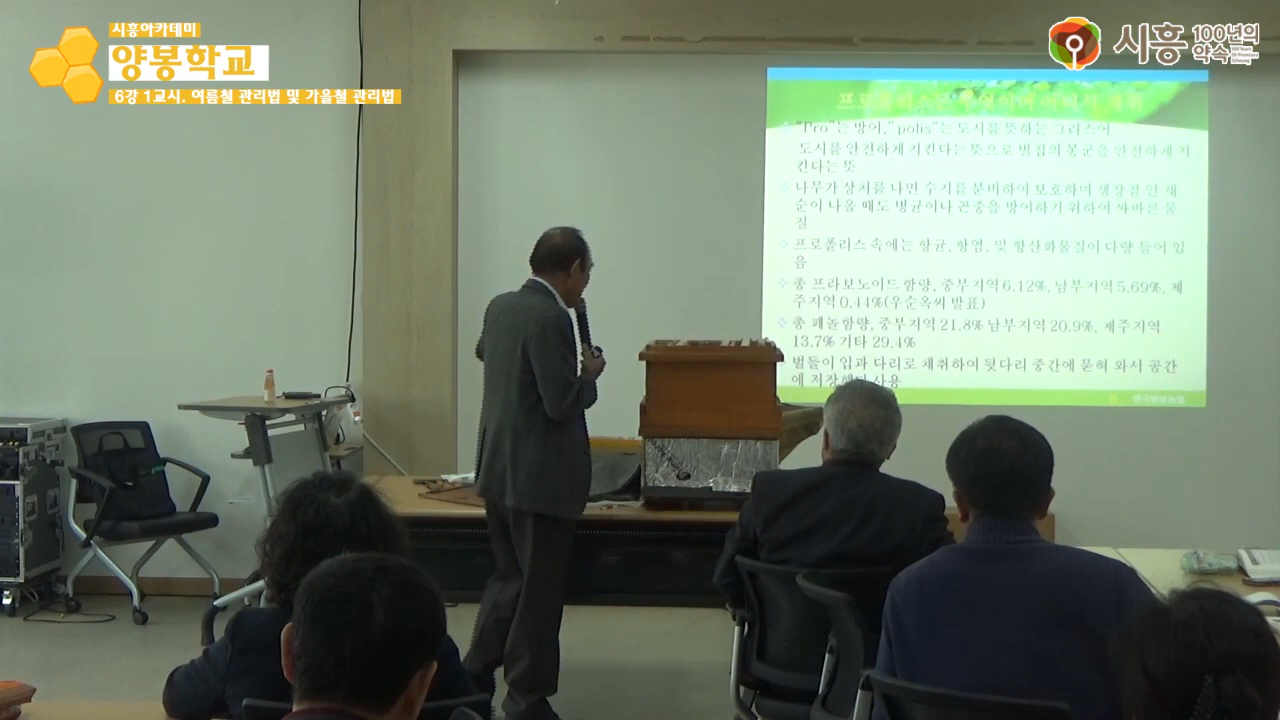 시흥아카데미
양봉학교
6강 1교시. 여름철 관리법 및 가을철 관리법
시흥 100년의 약속
프로폴리스는
"Pro"는 방어," polis"는 도시를 뜻하는 그리스어
도시를 안전하게 지킨다는 뜻으로 벌집의 봉군을 안전하게 지
킨다는 뜻
나무가 상처를 나면 수지를 분비하여 보호하며 생장점 인 새
순이 나올 때도 병균이나 곤충을 방어하기 위하여 싸바른 물
질
프로폴리스 속에는 항균, 항염, 및 항산화물질이 다량 들어 있
음
총 프라보노이드 함량, 중부지역 6.12%, 남부지역 5.69%, 제
주지역 0.44%(우순옥씨 발표)
총 페놀함량, 중부지역 21.8% 남부지역 20.9%, 제주지역
13.7% 기타 29.4%
벌들이 입과 다리로 채취하여 뒷다리 중간에 묻혀 와서 공간
에 저장했다 사용